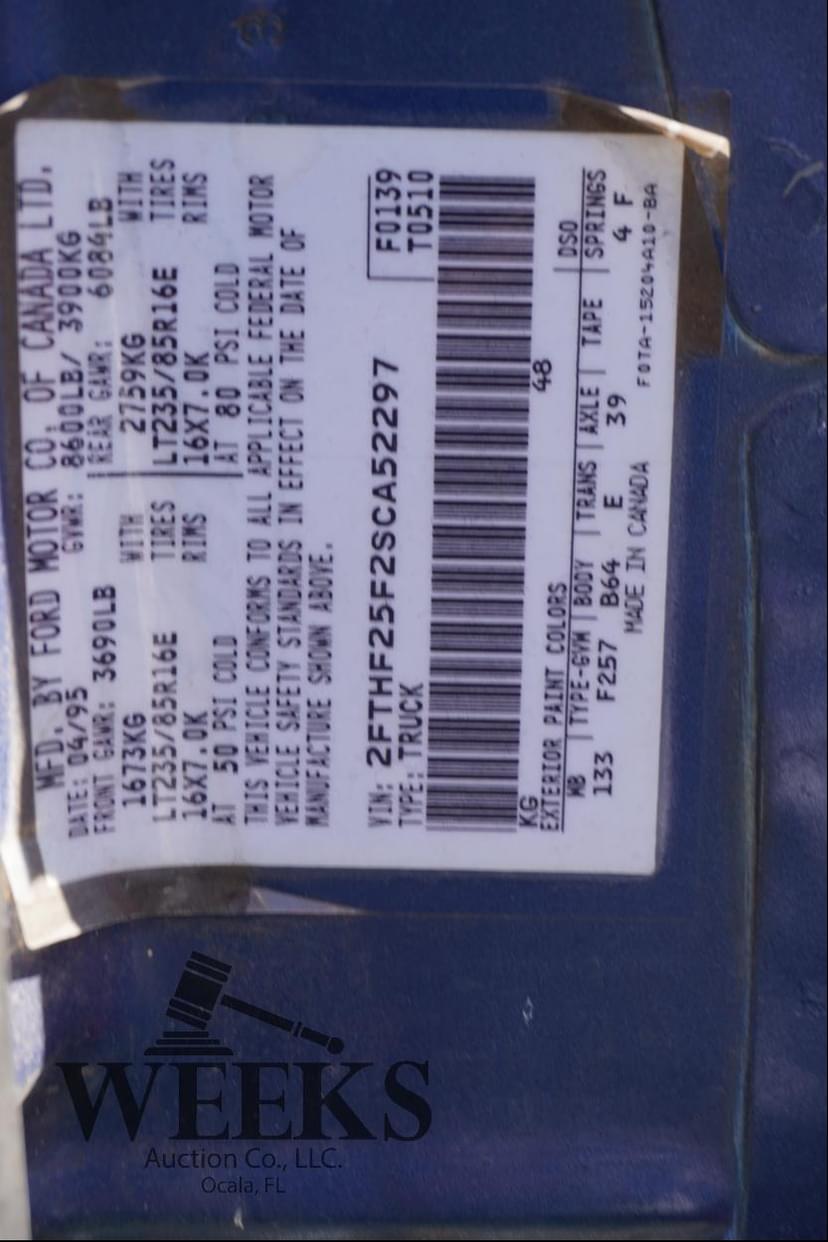 MFD. BY FORD MOTOR CO. OF CANADA LTD.
DATE: 04/95 GVWR: 8600LB/ 3900KG
FRONT GAWR: 3690LB REAR GAWR: 6084LB
1673KG WITH 2759KG WITH
LT235/85R16E TIRES LT235/85R16E TIRES
16X7.0K RIMS 16X7.0K RIMS
AT 50 PSI COLD AT 80 PSI COLD
THIS VEHICLE CONFORMS TO ALL APPLICABLE FEDERAL MOTOR
VEHICLE SAFETY STANDARDS IN EFFECT ON THE DATE OF
MANUFACTURE SHOWN ABOVE.
VIN: 2FTHF25F2SCA52297 F0139
TYPE: TRUCK T0510
KG 48
EXTERIOR PAINT COLORS DSO
WB TYPE-GVW BODY TRANS AXLE TAPE SPRINGS
133 F257 B64 E 39 4 F
MADE IN CANADA F0TA-15204A10-BA
WEEKS
Auction Co., LLC.
Ocala, FL